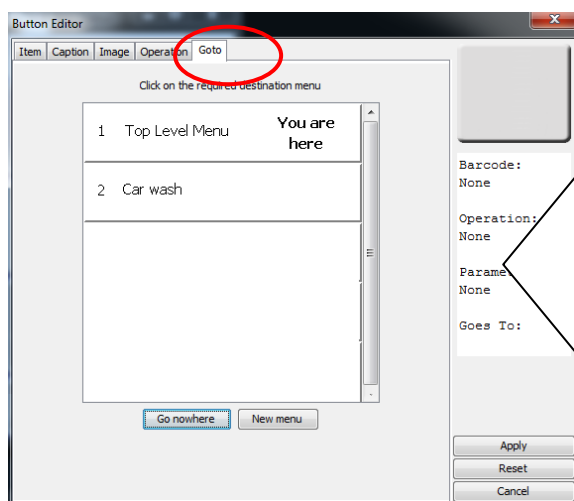 Button Editor
Item Caption Image Operation Goto
Click on the required destination menu
1 Top Level Menu You are here
2 Car wash
Go nowhere New menu
Barcode:
None
Operation:
None
None
Goes To:
Apply
Reset
Cancel